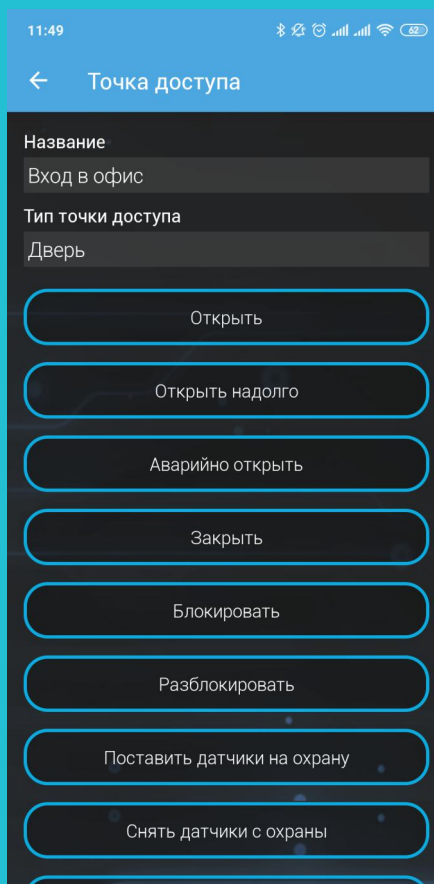 11:49
62
Точка доступа
Название
Вход в офис
Тип точки доступа
Дверь
Открыть
Открыть надолго
Аварийно открыть
Закрыть
Блокировать
Разблокировать
Поставить датчики на охрану
Снять датчики с охраны